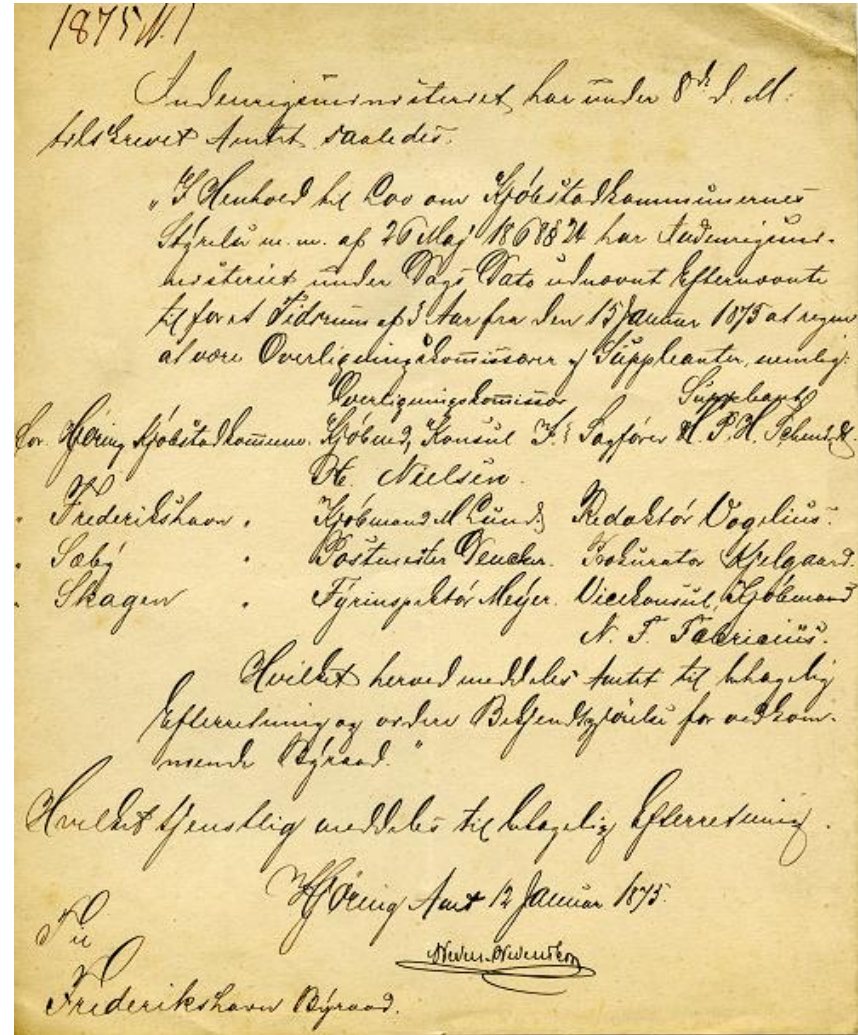 1875 N. 1
Indenrigsministeriet har under 8de d. M.
tilskrevet Amtet saaledes:
"I Henhold til Lov om Kjøbstadkommunernes
Styrelse m. m. af 26 Maj 1868 § 24 har Indenrigsmi-
nisteriet under Dags Dato udnævnt Efternævnte
til for et Tidsrum af 3 Aar fra den 15 Januar 1875 at regne
at være Overligningskommissærer og Suppleanter, nemlig:
Overligningskommissær Suppleant
for Hjøring Kjøbstadkommune. Kjøbmd, Konsul F. Sagfører H. P. H. Schmidt.
H. Nielsen.
" Frederikshavn " Kjøbmand M Lund Redaktør Vogelius.
" Sæby " Postmester Dencker. Prokurator Kjelgaard.
" Skagen " Fyrinspektør Meyer. Vicekonsul, Kjøbmand
N. T. Fabricius.
Hvilket herved meddeles Amtet til behagelig
Efterretning og videre Bekjendtgjørelse for vedkom-
mende Byraad."
Hvilket tjenstlig meddeles til behagelig Efterretning.
Hjøring Amt 12 Januar 1875.
Til
Frederikshavn Byraad.